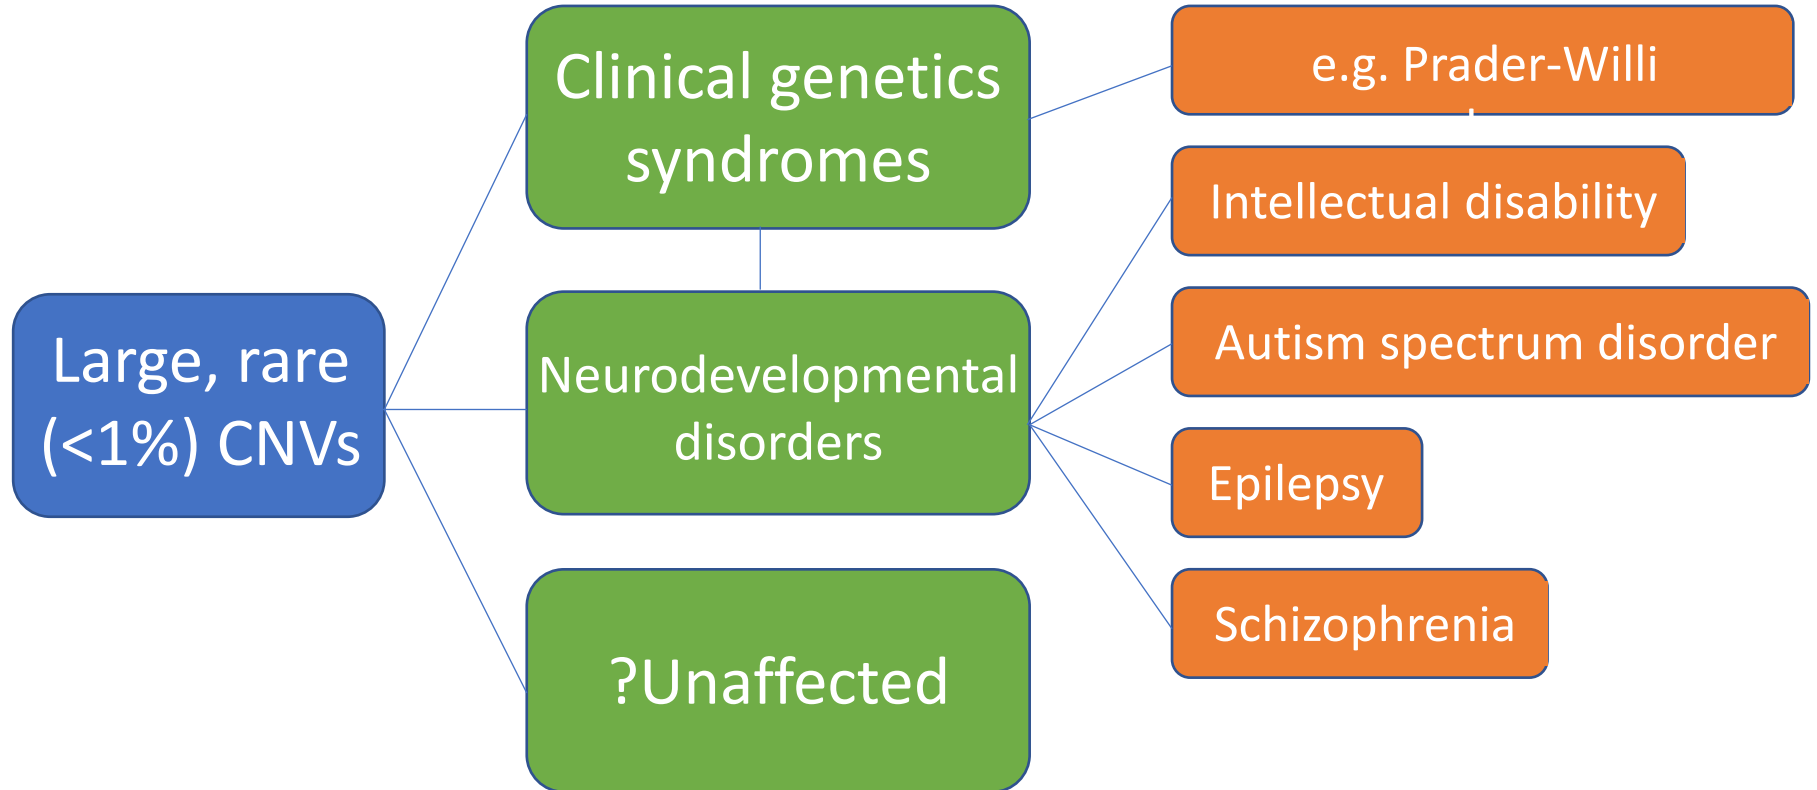 Large, rare
(<1%) CNVs
Clinical genetics
syndromes
Neurodevelopmental
disorders
?Unaffected
e.g. Prader-Willi
Intellectual disability
Autism spectrum disorder
Epilepsy
Schizophrenia